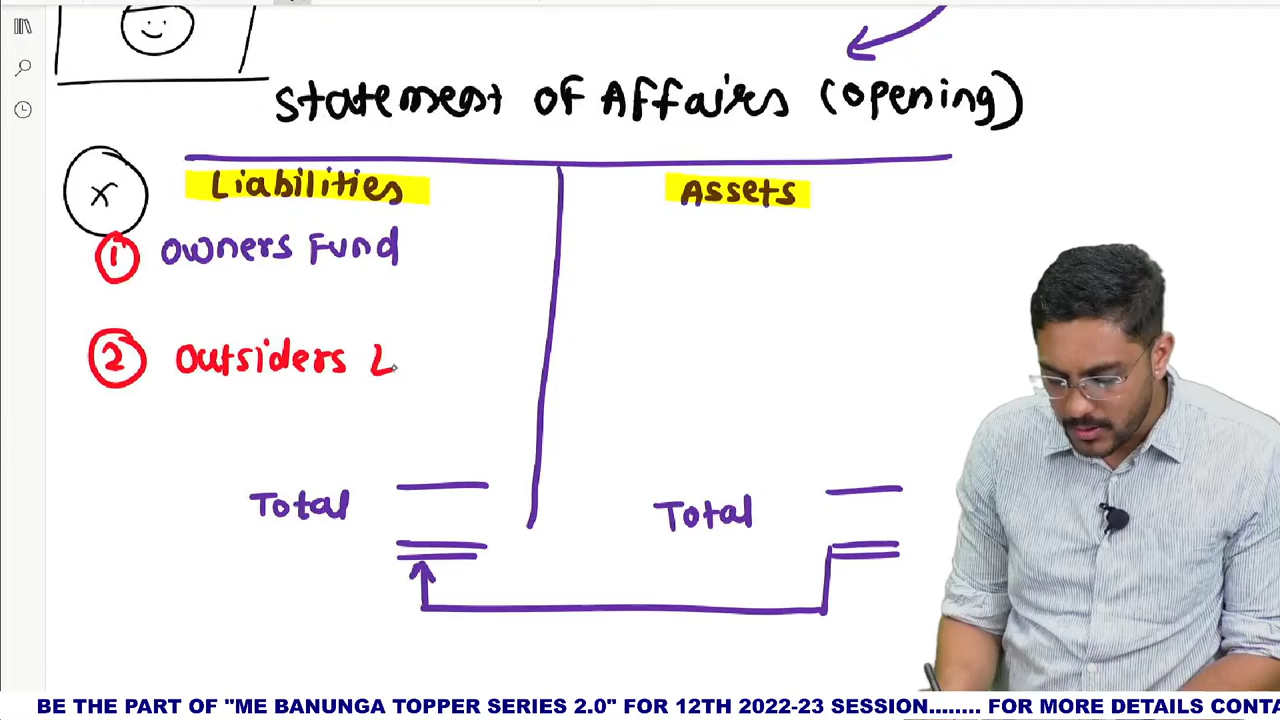 Statement of Affairs (opening)
X
Liabilities
Assets
1 Owners Fund
2 Outsiders L
Total
Total
BE THE PART OF "ME BANUNGA TOPPER SERIES 2.0" FOR 12TH 2022-23 SESSION........ FOR MORE DETAILS CONTA